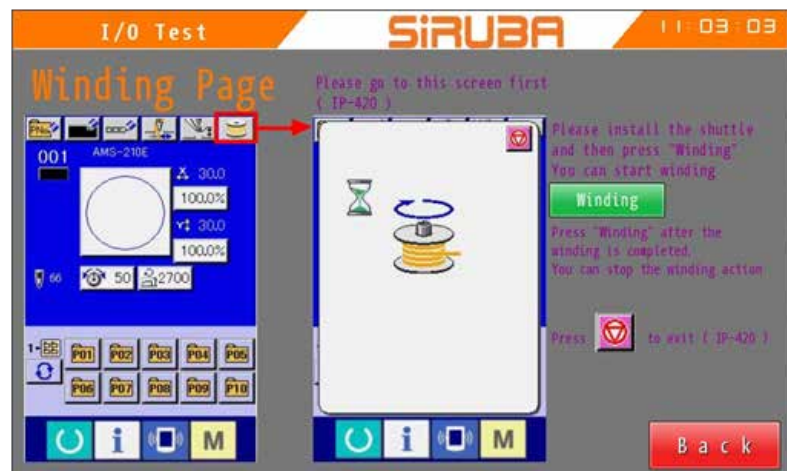 I/O Test
SiRUBA
11:03:03
Winding Page
Please go to this screen first
( IP-420 )
001
AMS-210E
X 30.0
100.0%
Y 30.0
100.0%
66
50
2700
1-
P01 P02 P03 P04 P05
P06 P07 P08 P09 P10
i
M
i
M
Please install the shuttle
and then press "Winding"
You can start winding
Winding
Press "Winding" after the
winding is completed.
You can stop the winding action
Press
to exit ( IP-420 )
Back